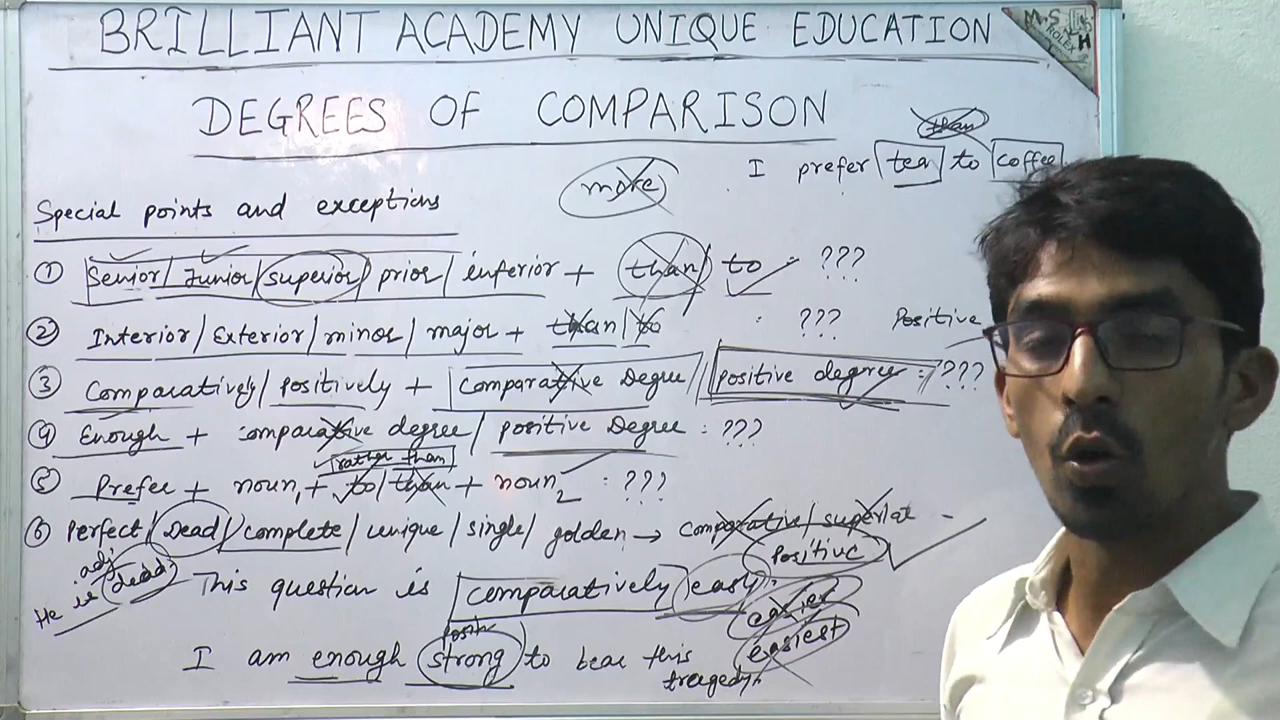 BRILLIANT ACADEMY UNIQUE EDUCATION
M.S
ROLEX
DEGREES OF COMPARISON
than
I prefer tea to coffee.
more
Special points and exceptions
① Senior/Junior/superior/prior/inferior + than/to : ???
② Interior/Exterior/minor/major + than/to : ???
Positive
③ Comparatively/positively + comparative Degree/positive degree : ???
④ Enough + comparative degree/positive Degree : ???
rather than
⑤ Prefer + noun1 + to/than + noun2 : ???
⑥ Perfect/Dead/complete/unique/single/golden → comparative/superlat
Positive
adj
He is dead
This question is comparatively easy.
easier
easiest
posit
I am enough strong to bear this tragedy.